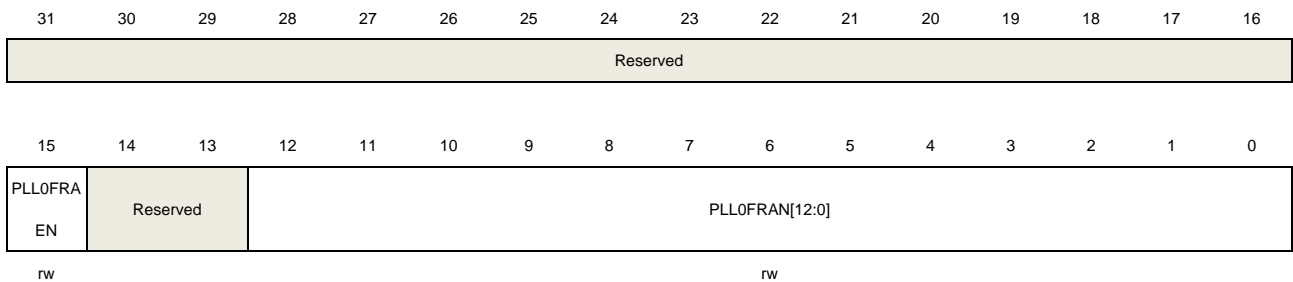 31 30 29 28 27 26 25 24 23 22 21 20 19 18 17 16
Reserved
15 14 13 12 11 10 9 8 7 6 5 4 3 2 1 0
PLL0FRA
EN
Reserved
PLL0FRAN[12:0]
rw rw